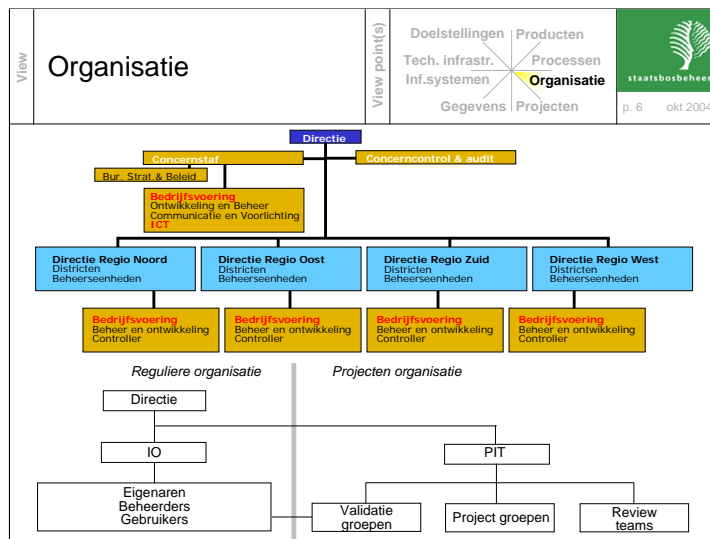 View
Organisatie
View point(s)
Doelstellingen
Producten
Tech. infrastr.
Processen
Inf.systemen
Organisatie
Gegevens
Projecten
staatsbosbeheer
p. 6 okt 2004
Directie
Concernstaf
Concerncontrol & audit
Bur. Strat.& Beleid
Bedrijfsvoering
Ontwikkeling en Beheer
Communicatie en Voorlichting
ICT
Directie Regio Noord
Districten
Beheerseenheden
Directie Regio Oost
Districten
Beheerseenheden
Directie Regio Zuid
Districten
Beheerseenheden
Directie Regio West
Districten
Beheerseenheden
Bedrijfsvoering
Beheer en ontwikkeling
Controller
Bedrijfsvoering
Beheer en ontwikkeling
Controller
Bedrijfsvoering
Beheer en ontwikkeling
Controller
Bedrijfsvoering
Beheer en ontwikkeling
Controller
Reguliere organisatie
Projecten organisatie
Directie
IO
PIT
Eigenaren
Beheerders
Gebruikers
Validatie
groepen
Project groepen
Review
teams